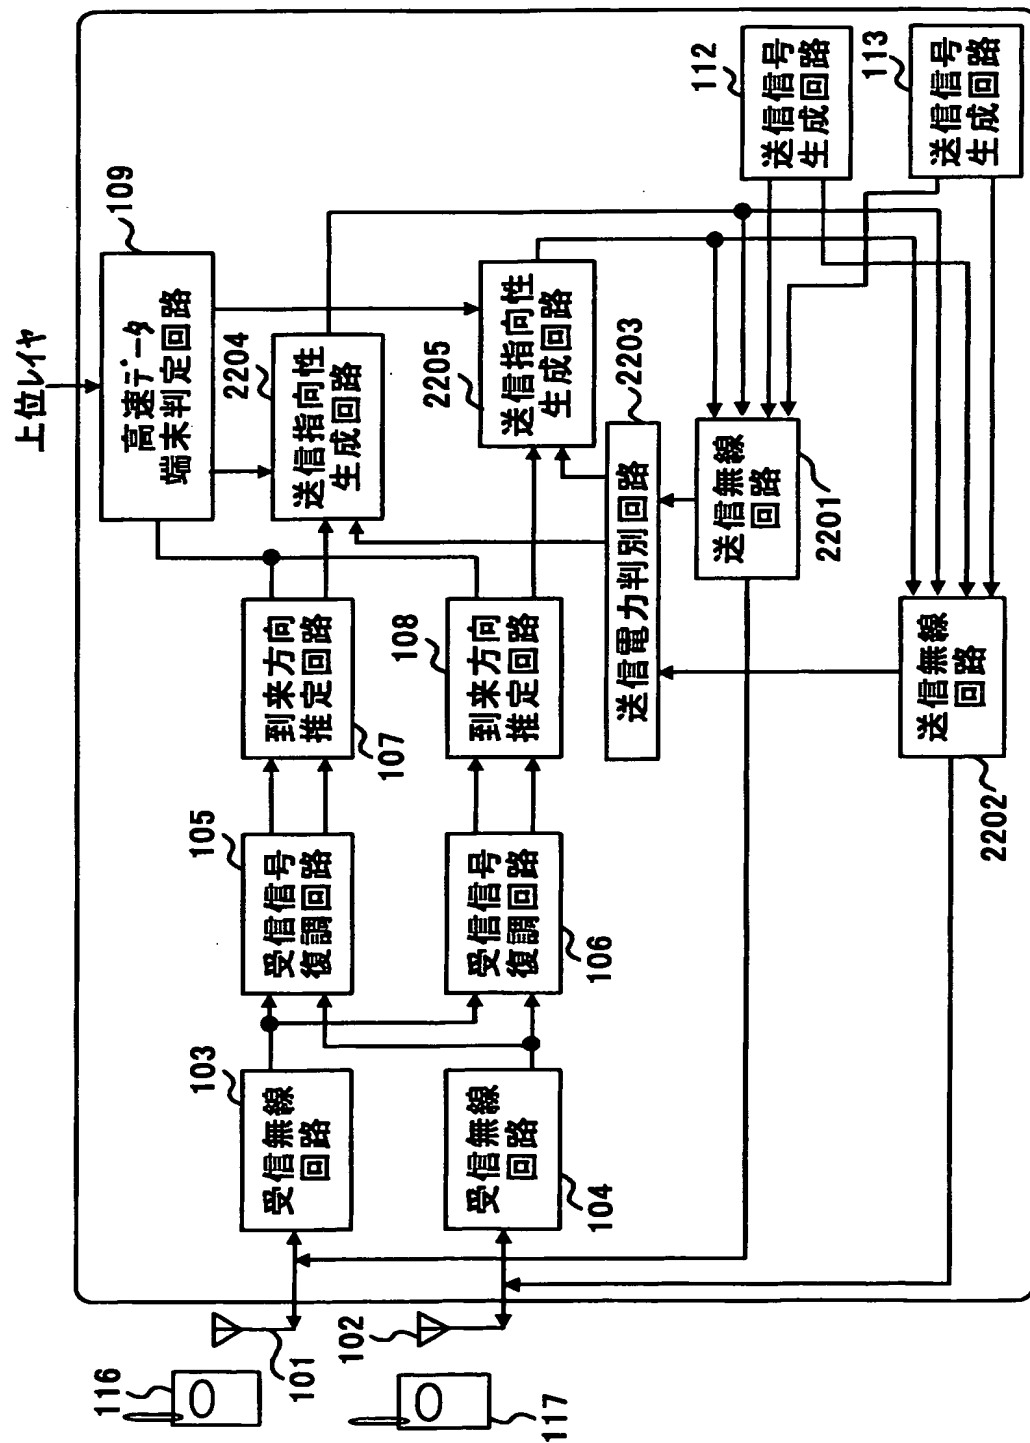 上位レイヤ
109
高速データ
端末判定回路
2204
送信指向性
生成回路
2205
送信指向性
生成回路
112
送信信号
生成回路
113
送信信号
生成回路
107
到来方向
推定回路
108
到来方向
推定回路
2203
送信電力判別回路
2201
送信無線
回路
2202
送信無線
回路
105
受信信号
復調回路
106
受信信号
復調回路
103
受信無線
回路
104
受信無線
回路
101
102
116
117